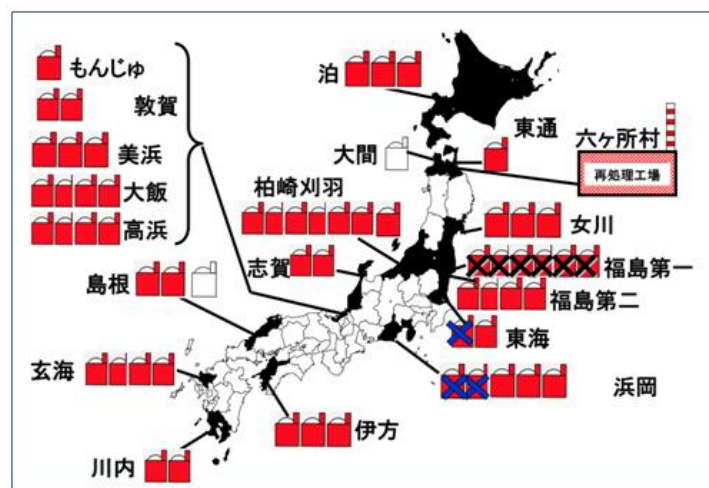 もんじゅ
敦賀
美浜
大飯
高浜
泊
東通
大間
六ヶ所村
再処理工場
柏崎刈羽
女川
志賀
福島第一
福島第二
島根
東海
玄海
浜岡
伊方
川内